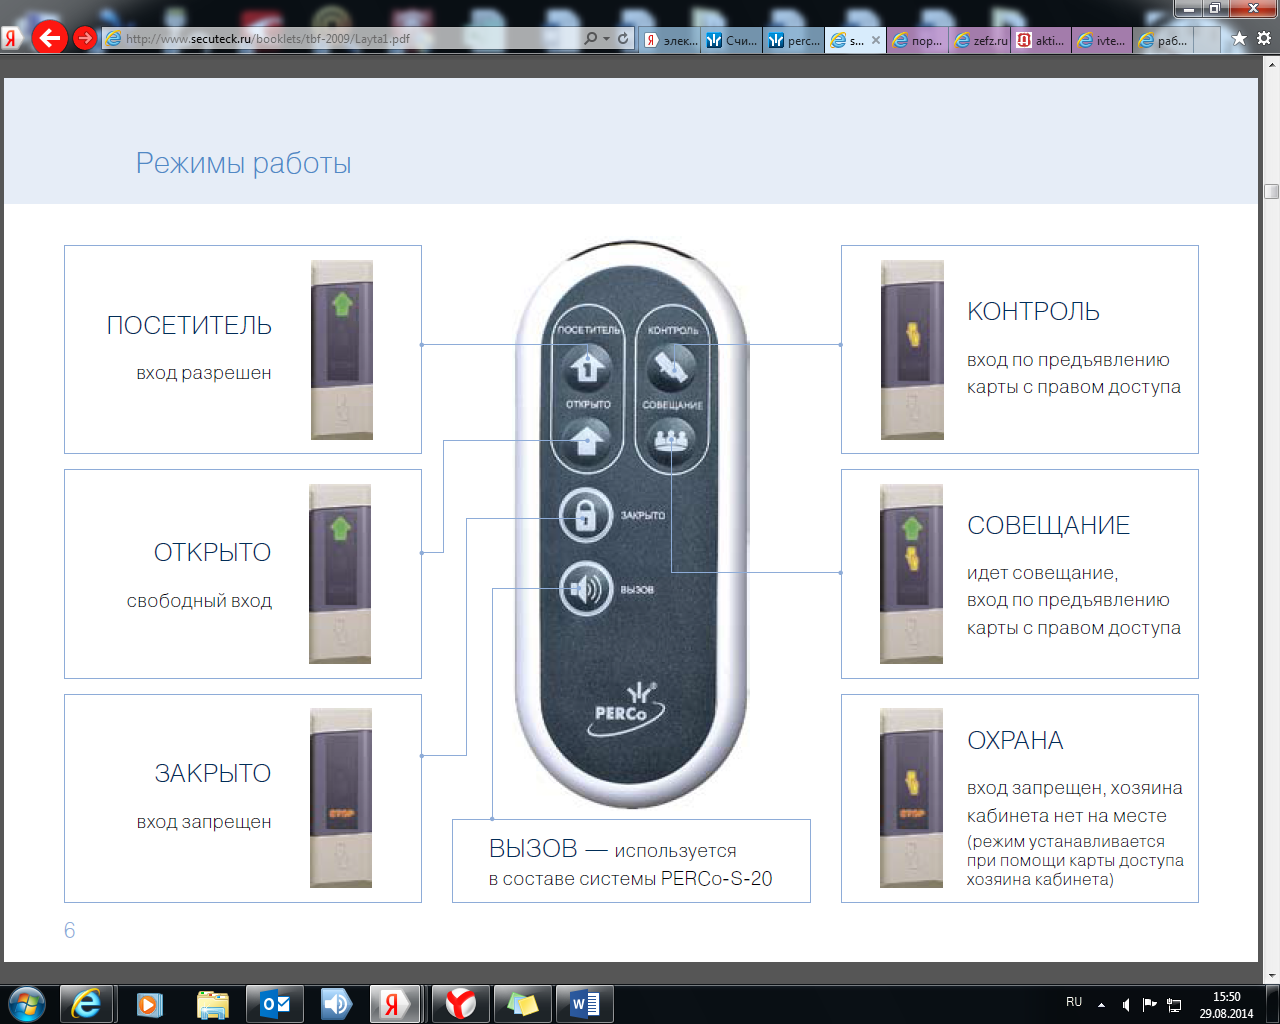 http://www.secuteck.ru/booklets/tbf-2009/Layta1.pdf
элек...
Счи...
perc...
s...
пор...
zefz.ru
akti...
ivte...
раб...
Режимы работы
ПОСЕТИТЕЛЬ
вход разрешен
ОТКРЫТО
свободный вход
ЗАКРЫТО
вход запрещен
STOP
ПОСЕТИТЕЛЬ
КОНТРОЛЬ
1
ОТКРЫТО
СОВЕЩАНИЕ
ЗАКРЫТО
ВЫЗОВ
PERCo®
ВЫЗОВ — используется
в составе системы PERCo-S-20
КОНТРОЛЬ
вход по предъявлению
карты с правом доступа
СОВЕЩАНИЕ
идет совещание,
вход по предъявлению
карты с правом доступа
ОХРАНА
вход запрещен, хозяина
кабинета нет на месте
(режим устанавливается
при помощи карты доступа
хозяина кабинета)
STOP
6
RU
15:50
29.08.2014